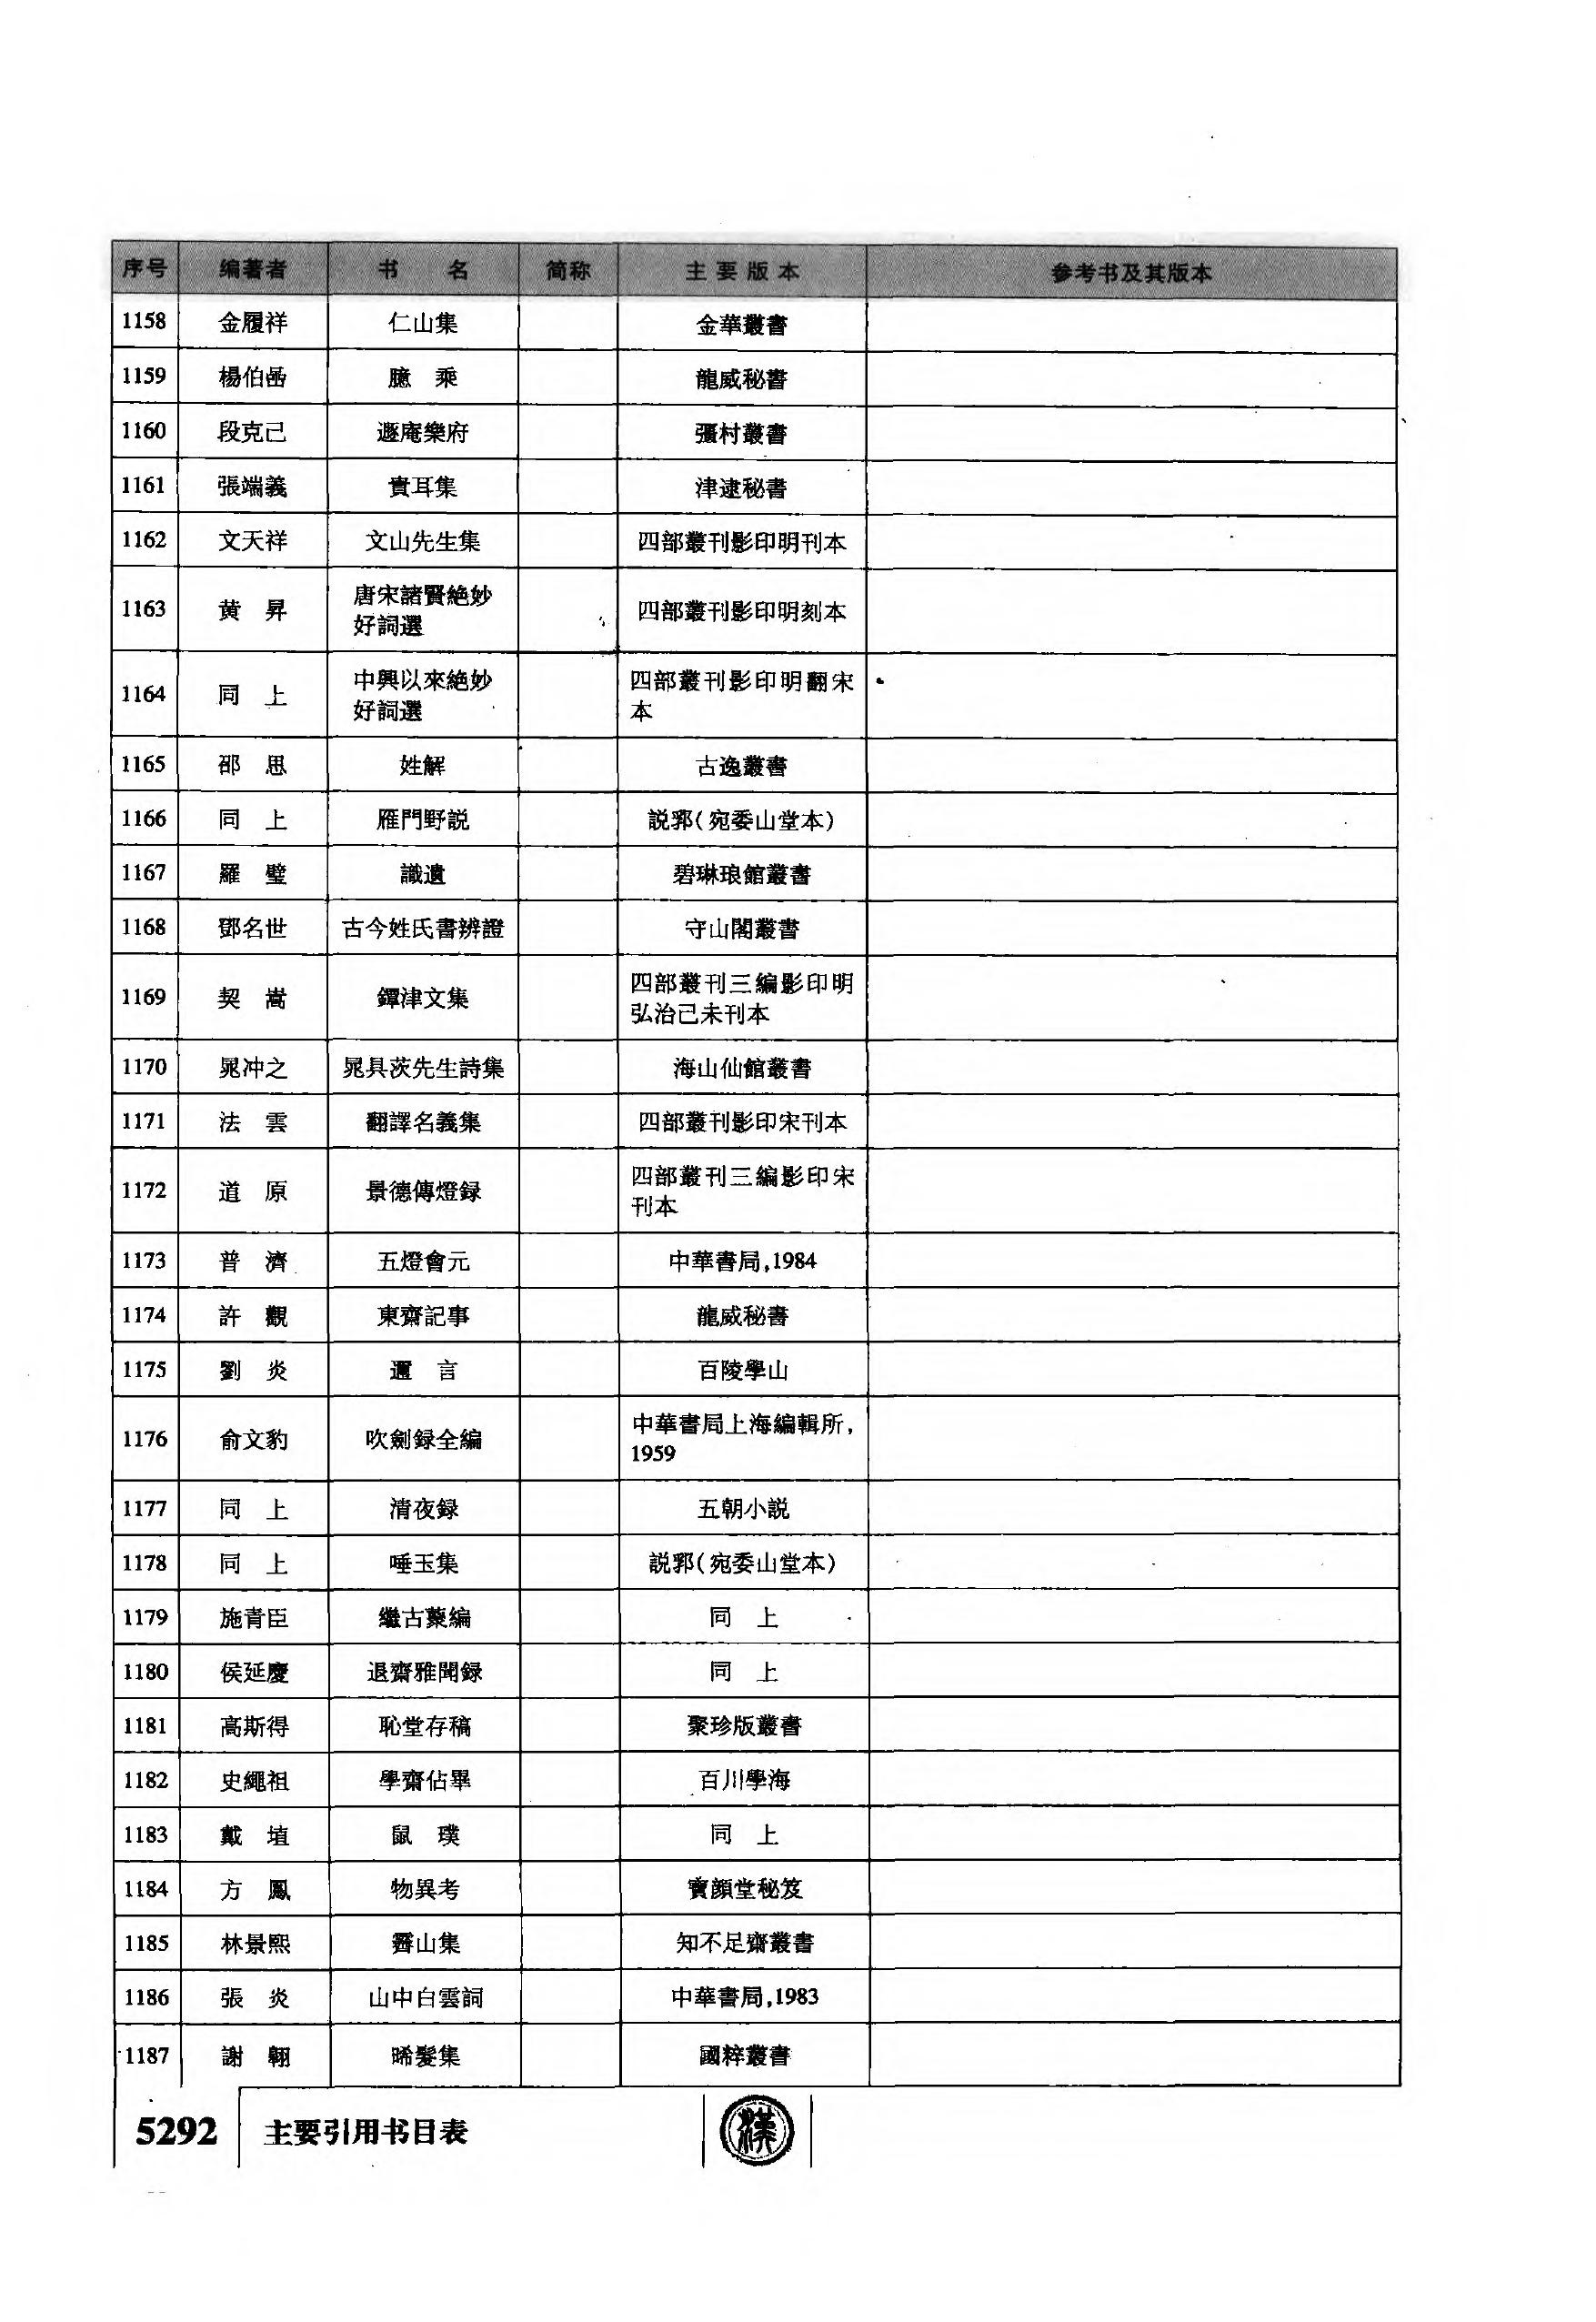 序号 编著者 书 名 简称 主要版本 参考书及其版本
1158 金履祥 仁山集 金華叢書
1159 楊伯嵒 臆 乘 龍威秘書
1160 段克己 遯庵樂府 彊村叢書
1161 張端義 貴耳集 津逮秘書
1162 文天祥 文山先生集 四部叢刊影印明刊本
1163 黄 昇 唐宋諸賢絶妙
好詞選 四部叢刊影印明刻本
1164 同 上 中興以來絶妙
好詞選 四部叢刊影印明翻宋
本
1165 邵 思 姓解 古逸叢書
1166 同 上 雁門野説 説郛(宛委山堂本)
1167 羅 璧 識遺 碧琳琅館叢書
1168 鄧名世 古今姓氏書辨證 守山閣叢書
1169 契 嵩 鐔津文集 四部叢刊三編影印明
弘治己未刊本
1170 晁冲之 晁具茨先生詩集 海山仙館叢書
1171 法 雲 翻譯名義集 四部叢刊影印宋刊本
1172 道 原 景德傳燈録 四部叢刊三編影印宋
刊本
1173 普 濟 五燈會元 中華書局,1984
1174 許 觀 東齋記事 龍威秘書
1175 劉 炎 邇 言 百陵學山
1176 俞文豹 吹劍録全編 中華書局上海編輯所,
1959
1177 同 上 清夜録 五朝小説
1178 同 上 唾玉集 説郛(宛委山堂本)
1179 施青臣 繼古藂編 同 上
1180 侯延慶 退齋雅聞録 同 上
1181 高斯得 恥堂存稿 聚珍版叢書
1182 史繩祖 學齋佔畢 百川學海
1183 戴 埴 鼠 璞 同 上
1184 方 鳳 物異考 寶顔堂秘笈
1185 林景熙 霽山集 知不足齋叢書
1186 張 炎 山中白雲詞 中華書局,1983
1187 謝 翱 晞髮集 國粹叢書
5292 主要引用书目表 漢